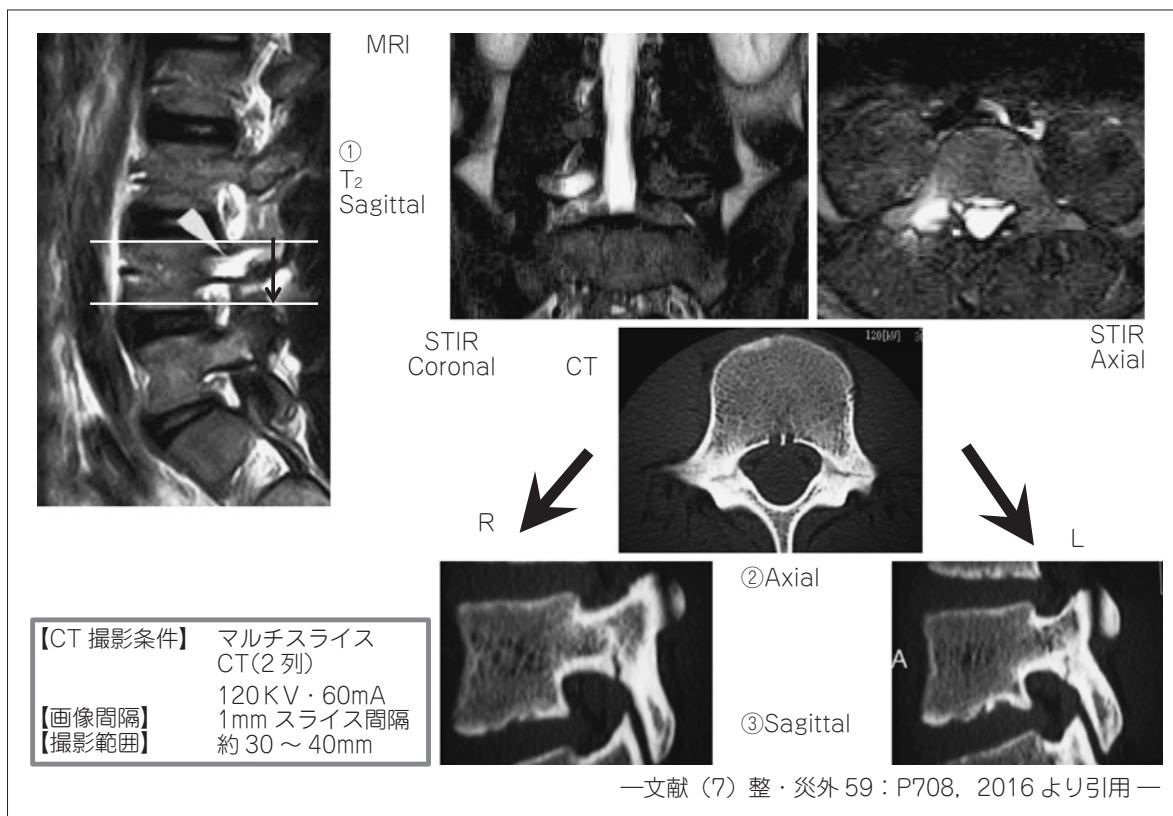 MRI
①
T₂
Sagittal
STIR
Coronal
STIR
Axial
CT
120[kV]
R
L
②Axial
A
③Sagittal
【CT 撮影条件】 マルチスライス
CT(2 列)
120KV・60mA
【画像間隔】 1mm スライス間隔
【撮影範囲】 約 30 ～ 40mm
―文献（7）整・災外 59：P708，2016 より引用 ―